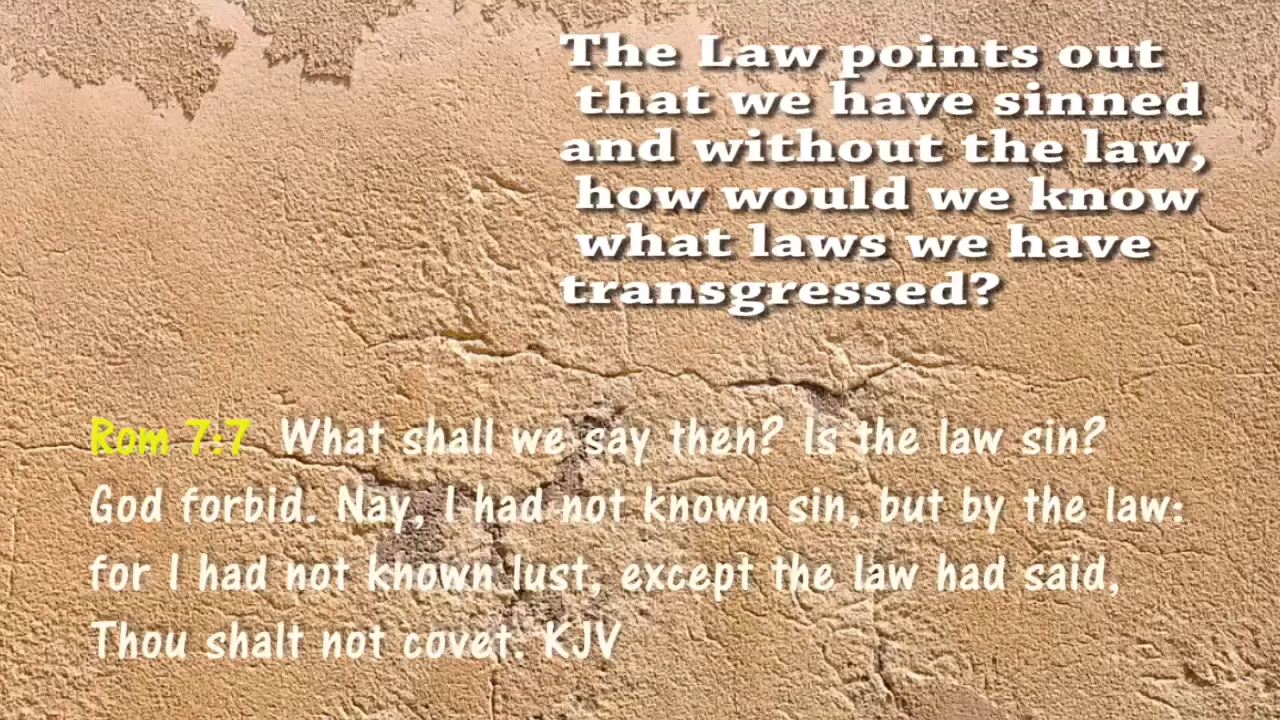 The Law points out
that we have sinned
and without the law,
how would we know
what laws we have
transgressed?
Rom 7:7 What shall we say then? Is the law sin?
God forbid. Nay, I had not known sin, but by the law:
for I had not known lust, except the law had said,
Thou shalt not covet. KJV